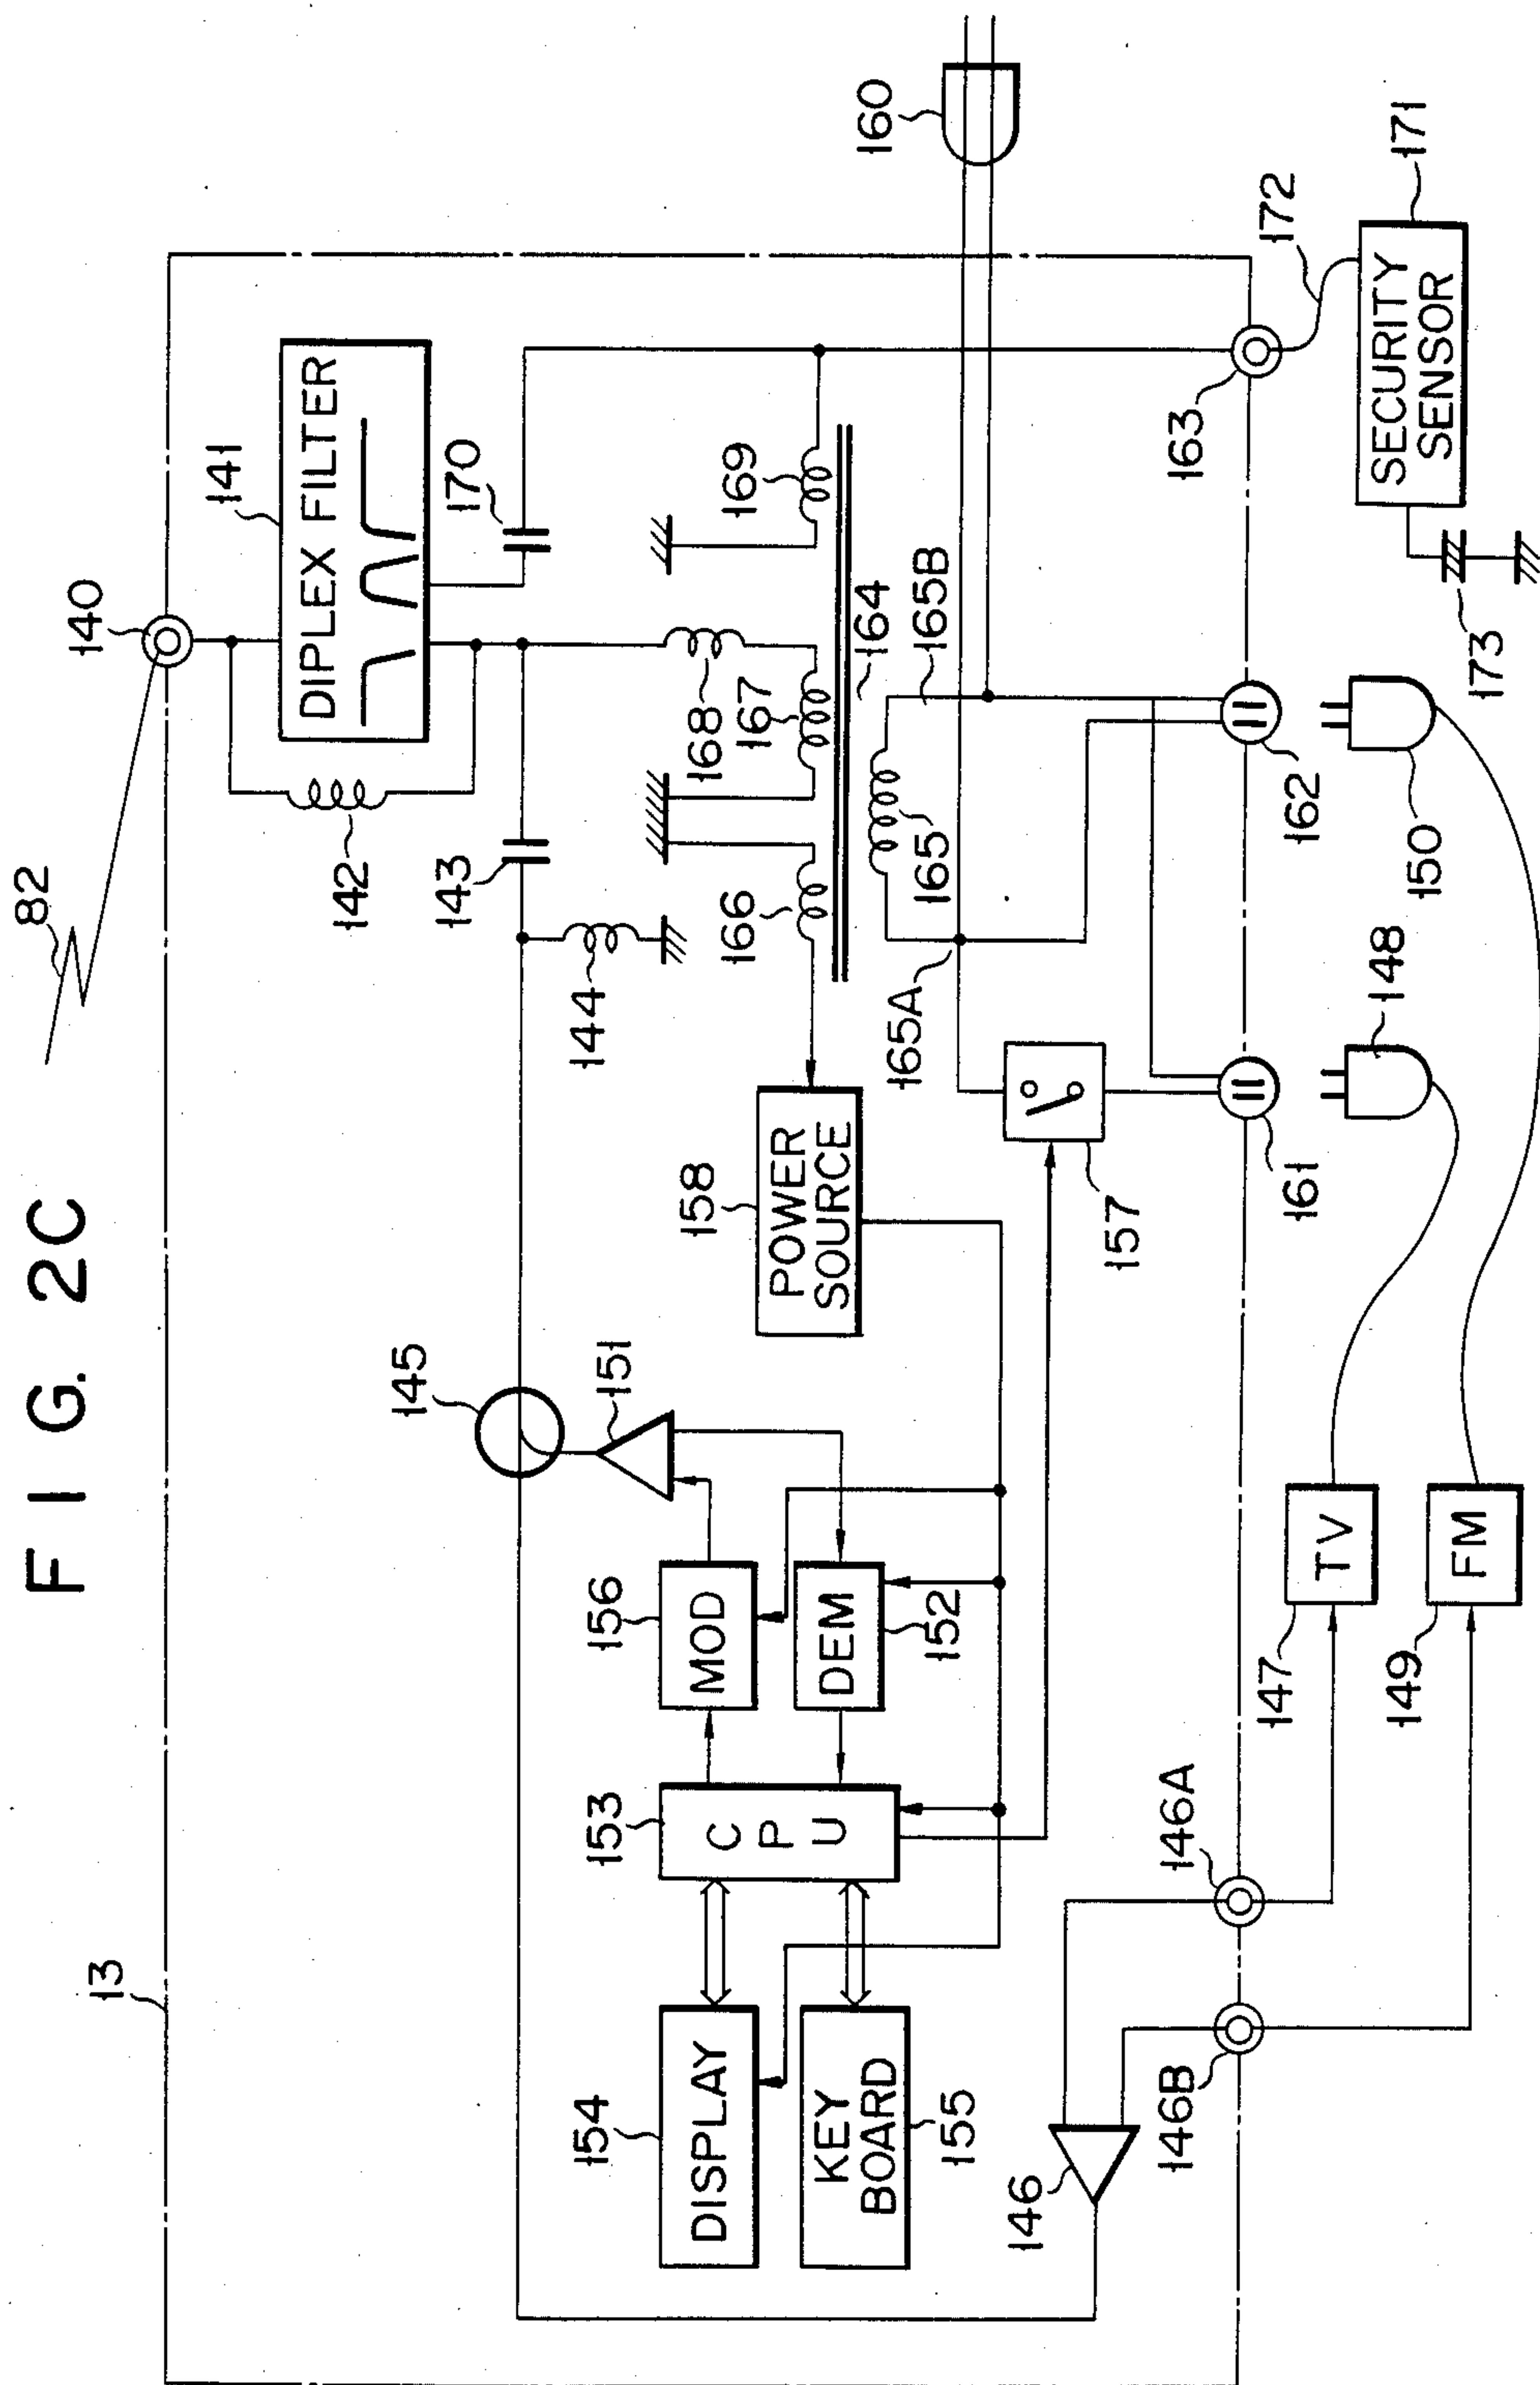 FIG. 2C
82
140
13
141
DIPLEX FILTER
142
170
143
144
145
151
168
167
169
166
164
165
165A
165B
160
158
POWER
SOURCE
156
MOD
DEM
152
153
CPU
154
DISPLAY
KEY
BOARD
155
157
146
146A
146B
161
162
163
172
147
TV
148
149
FM
150
SECURITY
SENSOR
171
173